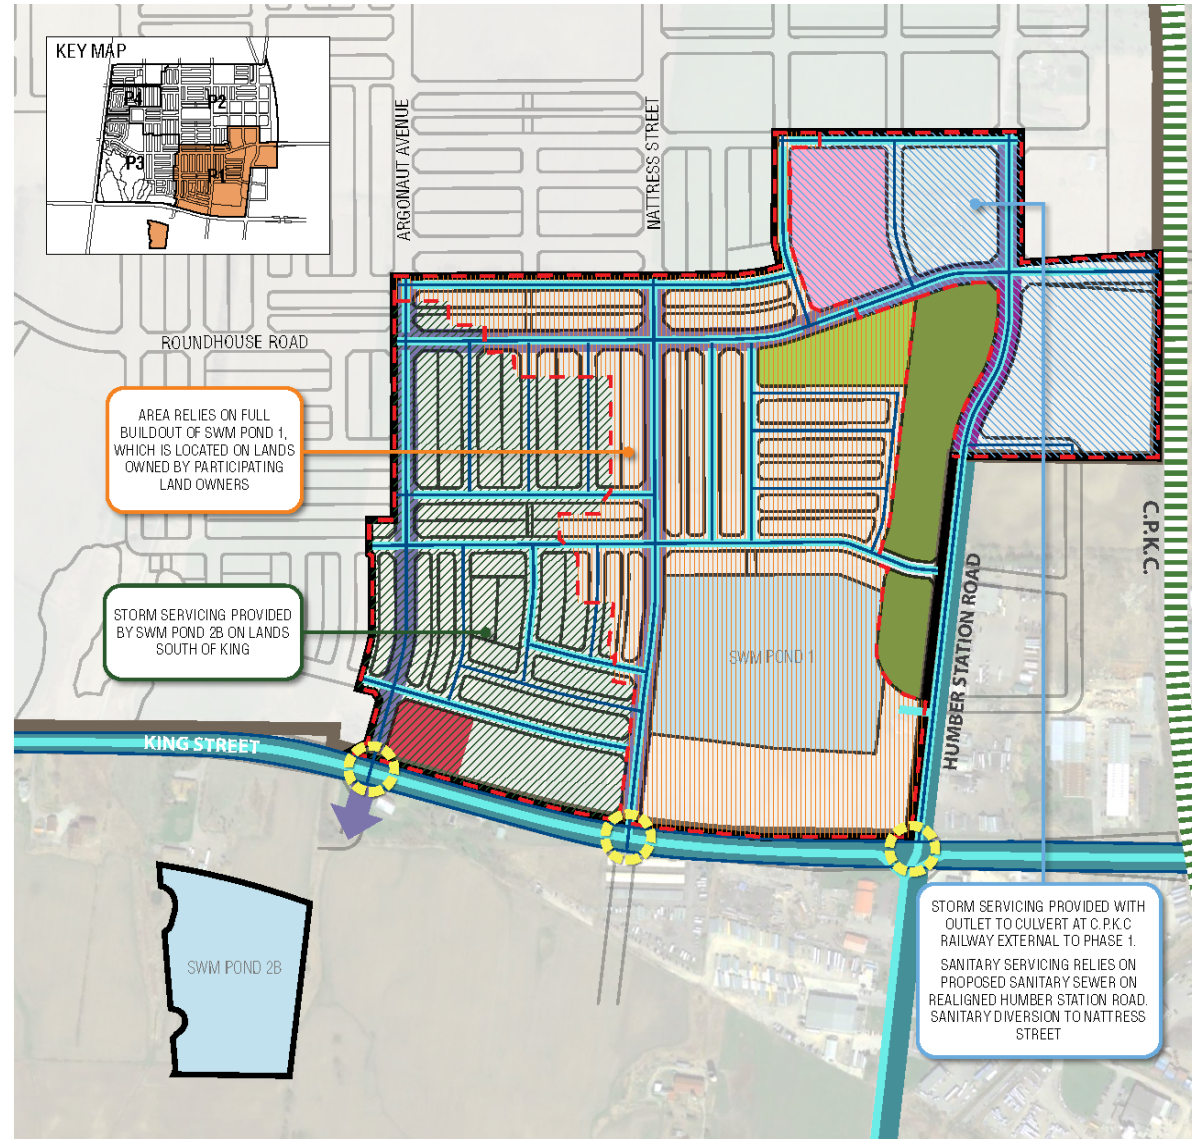 KEY MAP
P4
P2
P3
P1
ARGONAUT AVENUE
NATTRESS STREET
ROUNDHOUSE ROAD
AREA RELIES ON FULL
BUILDOUT OF SWM POND 1,
WHICH IS LOCATED ON LANDS
OWNED BY PARTICIPATING
LAND OWNERS
C.P.K.C.
STORM SERVICING PROVIDED
BY SWM POND 2B ON LANDS
SOUTH OF KING
SWM POND 1
HUMBER STATION ROAD
KING STREET
SWM POND 2B
STORM SERVICING PROVIDED WITH
OUTLET TO CULVERT AT C.P.K.C
RAILWAY EXTERNAL TO PHASE 1.
SANITARY SERVICING RELIES ON
PROPOSED SANITARY SEWER ON
REALIGNED HUMBER STATION ROAD.
SANITARY DIVERSION TO NATTRESS
STREET